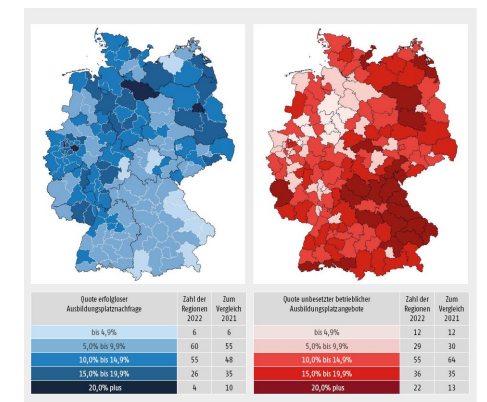 Quote erfolgloser
Ausbildungsplatznachfrage
Zahl der
Regionen
2022
Zum
Vergleich
2021
bis 4,9% 6 6
5,0% bis 9,9% 60 55
10,0% bis 14,9% 55 48
15,0% bis 19,9% 26 35
20,0% plus 4 10
Quote unbesetzter betrieblicher
Ausbildungsplatzangebote
Zahl der
Regionen
2022
Zum
Vergleich
2021
bis 4,9% 12 12
5,0% bis 9,9% 29 30
10,0% bis 14,9% 55 64
15,0% bis 19,9% 36 35
20,0% plus 22 13